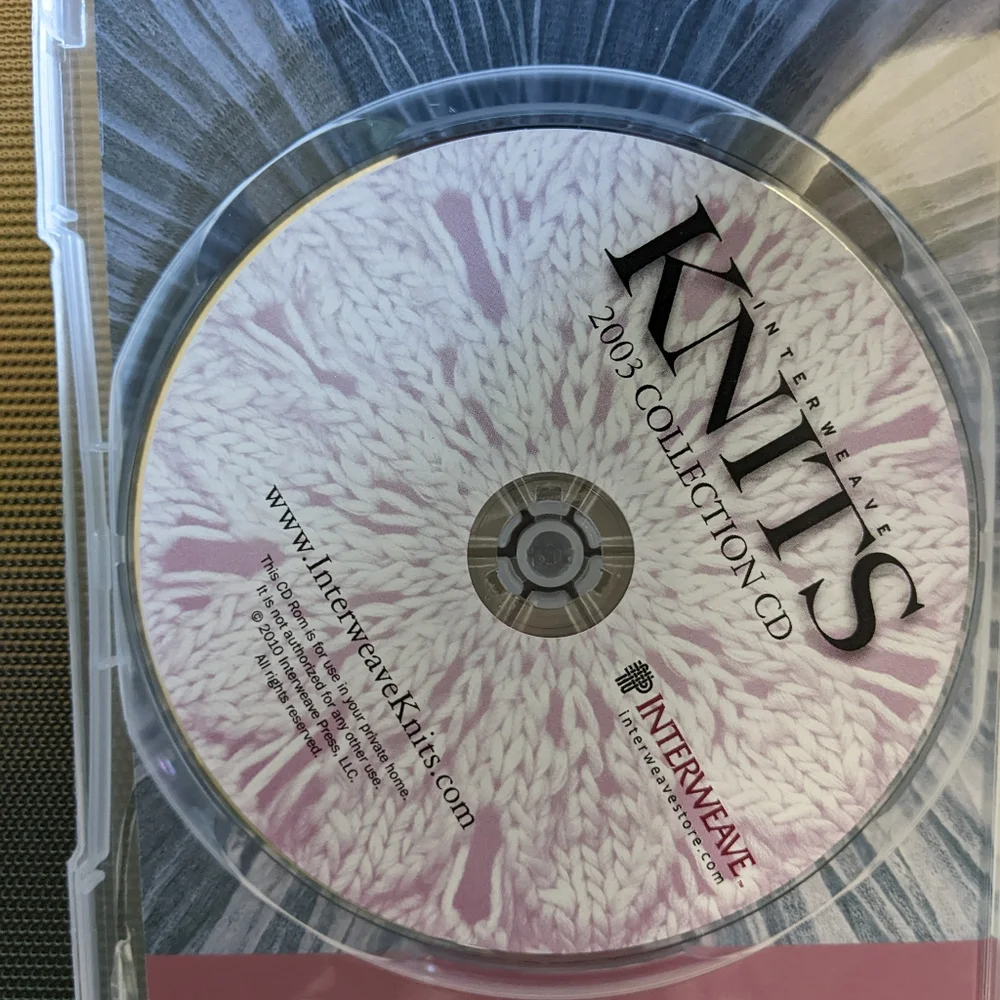 INTERWEAVE
KNITS
2003 COLLECTION CD
INTERWEAVE™
interweavestore.com
www.InterweaveKnits.com
This CD Rom is for use in your private home.
It is not authorized for any other use.
© 2010 Interweave Press, LLC.
All rights reserved.